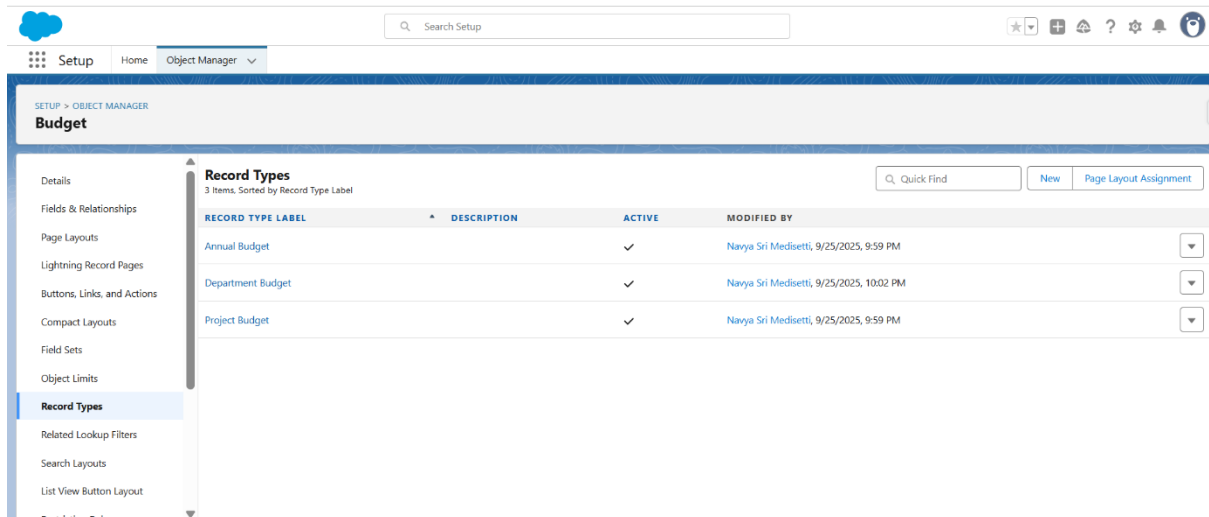 Search Setup
Setup Home Object Manager
SETUP > OBJECT MANAGER
Budget
Details
Fields & Relationships
Page Layouts
Lightning Record Pages
Buttons, Links, and Actions
Compact Layouts
Field Sets
Object Limits
Record Types
Related Lookup Filters
Search Layouts
List View Button Layout
Record Types
3 Items, Sorted by Record Type Label
Quick Find New Page Layout Assignment
RECORD TYPE LABEL DESCRIPTION ACTIVE MODIFIED BY
Annual Budget Navya Sri Medisetti, 9/25/2025, 9:59 PM
Department Budget Navya Sri Medisetti, 9/25/2025, 10:02 PM
Project Budget Navya Sri Medisetti, 9/25/2025, 9:59 PM